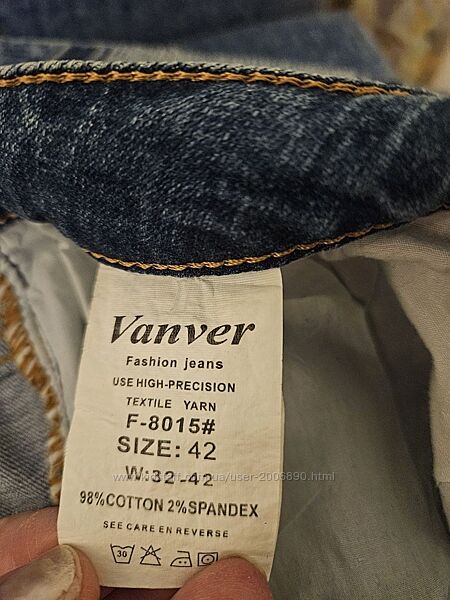 Vanver
Fashion jeans
USE HIGH-PRECISION
TEXTILE YARN
F-8015#
SIZE: 42
W:32-42
98%COTTON 2%SPANDEX
SEE CARE EN REVERSE
30